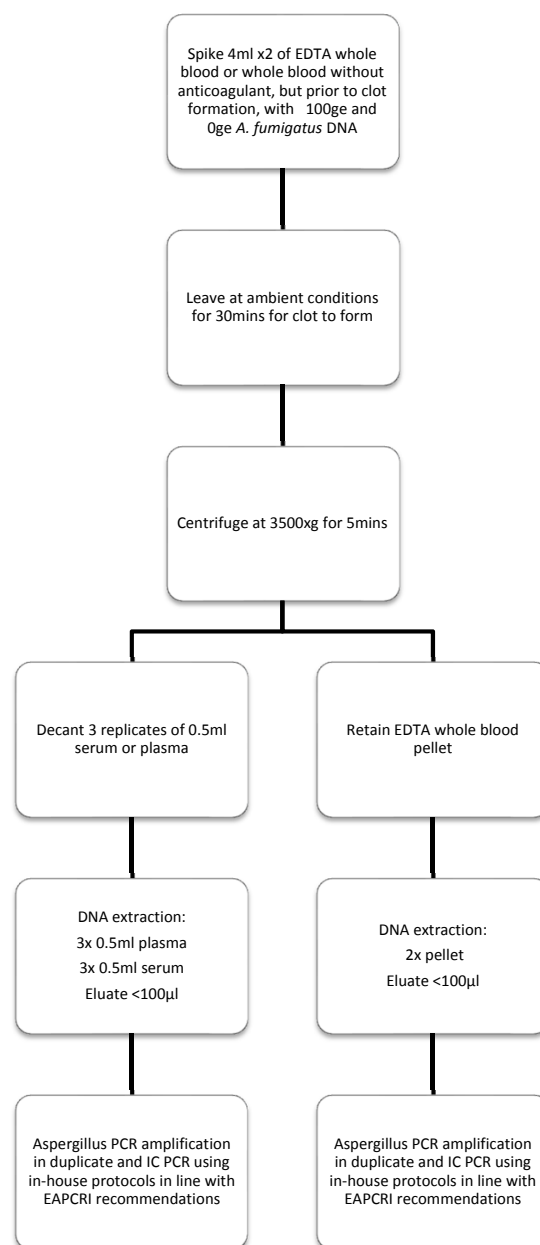 Spike 4ml x2 of EDTA whole
blood or whole blood without
anticoagulant, but prior to clot
formation, with 100ge and
0ge A. fumigatus DNA
Leave at ambient conditions
for 30mins for clot to form
Centrifuge at 3500xg for 5mins
Decant 3 replicates of 0.5ml
serum or plasma
Retain EDTA whole blood
pellet
DNA extraction:
3x 0.5ml plasma
3x 0.5ml serum
Eluate <100µl
DNA extraction:
2x pellet
Eluate <100µl
Aspergillus PCR amplification
in duplicate and IC PCR using
in-house protocols in line with
EAPCRI recommendations
Aspergillus PCR amplification
in duplicate and IC PCR using
in-house protocols in line with
EAPCRI recommendations